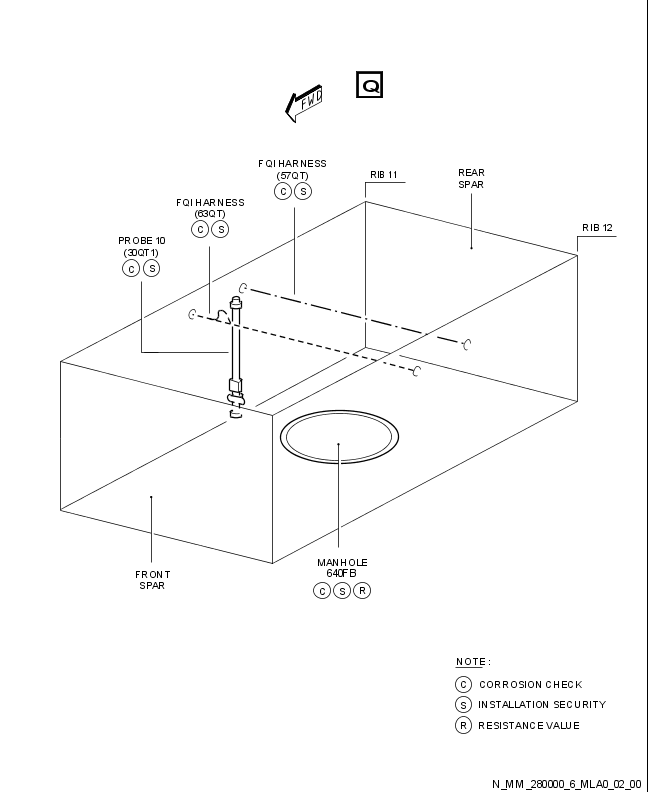 Q
FWD
FQI HARNESS
(57QT)
C S
RIB 11
REAR
SPAR
FQI HARNESS
(63QT)
C S
RIB 12
PROBE 10
(30QT1)
C S
MANHOLE
640FB
C S R
FRONT
SPAR
NOTE:
C CORROSION CHECK
S INSTALLATION SECURITY
R RESISTANCE VALUE
N_MM_280000_6_MLA0_02_00